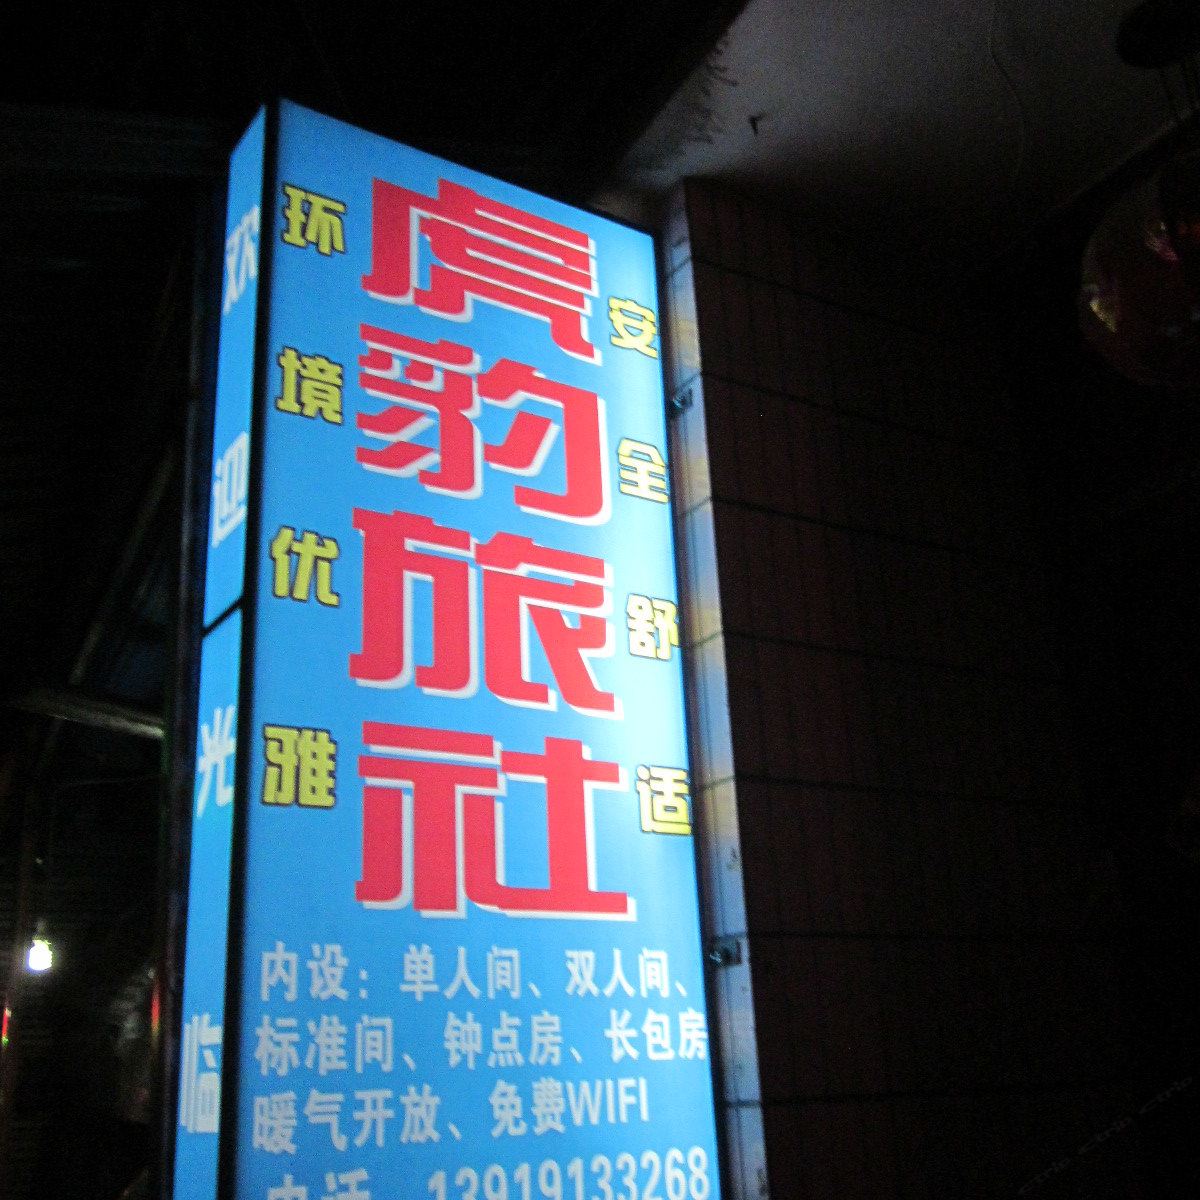 欢迎光临
环境优雅
虎豹旅社
安全舒适
内设：单人间、双人间、
标准间、钟点房、长包房
暖气开放、免费WIFI
电话 13919133268